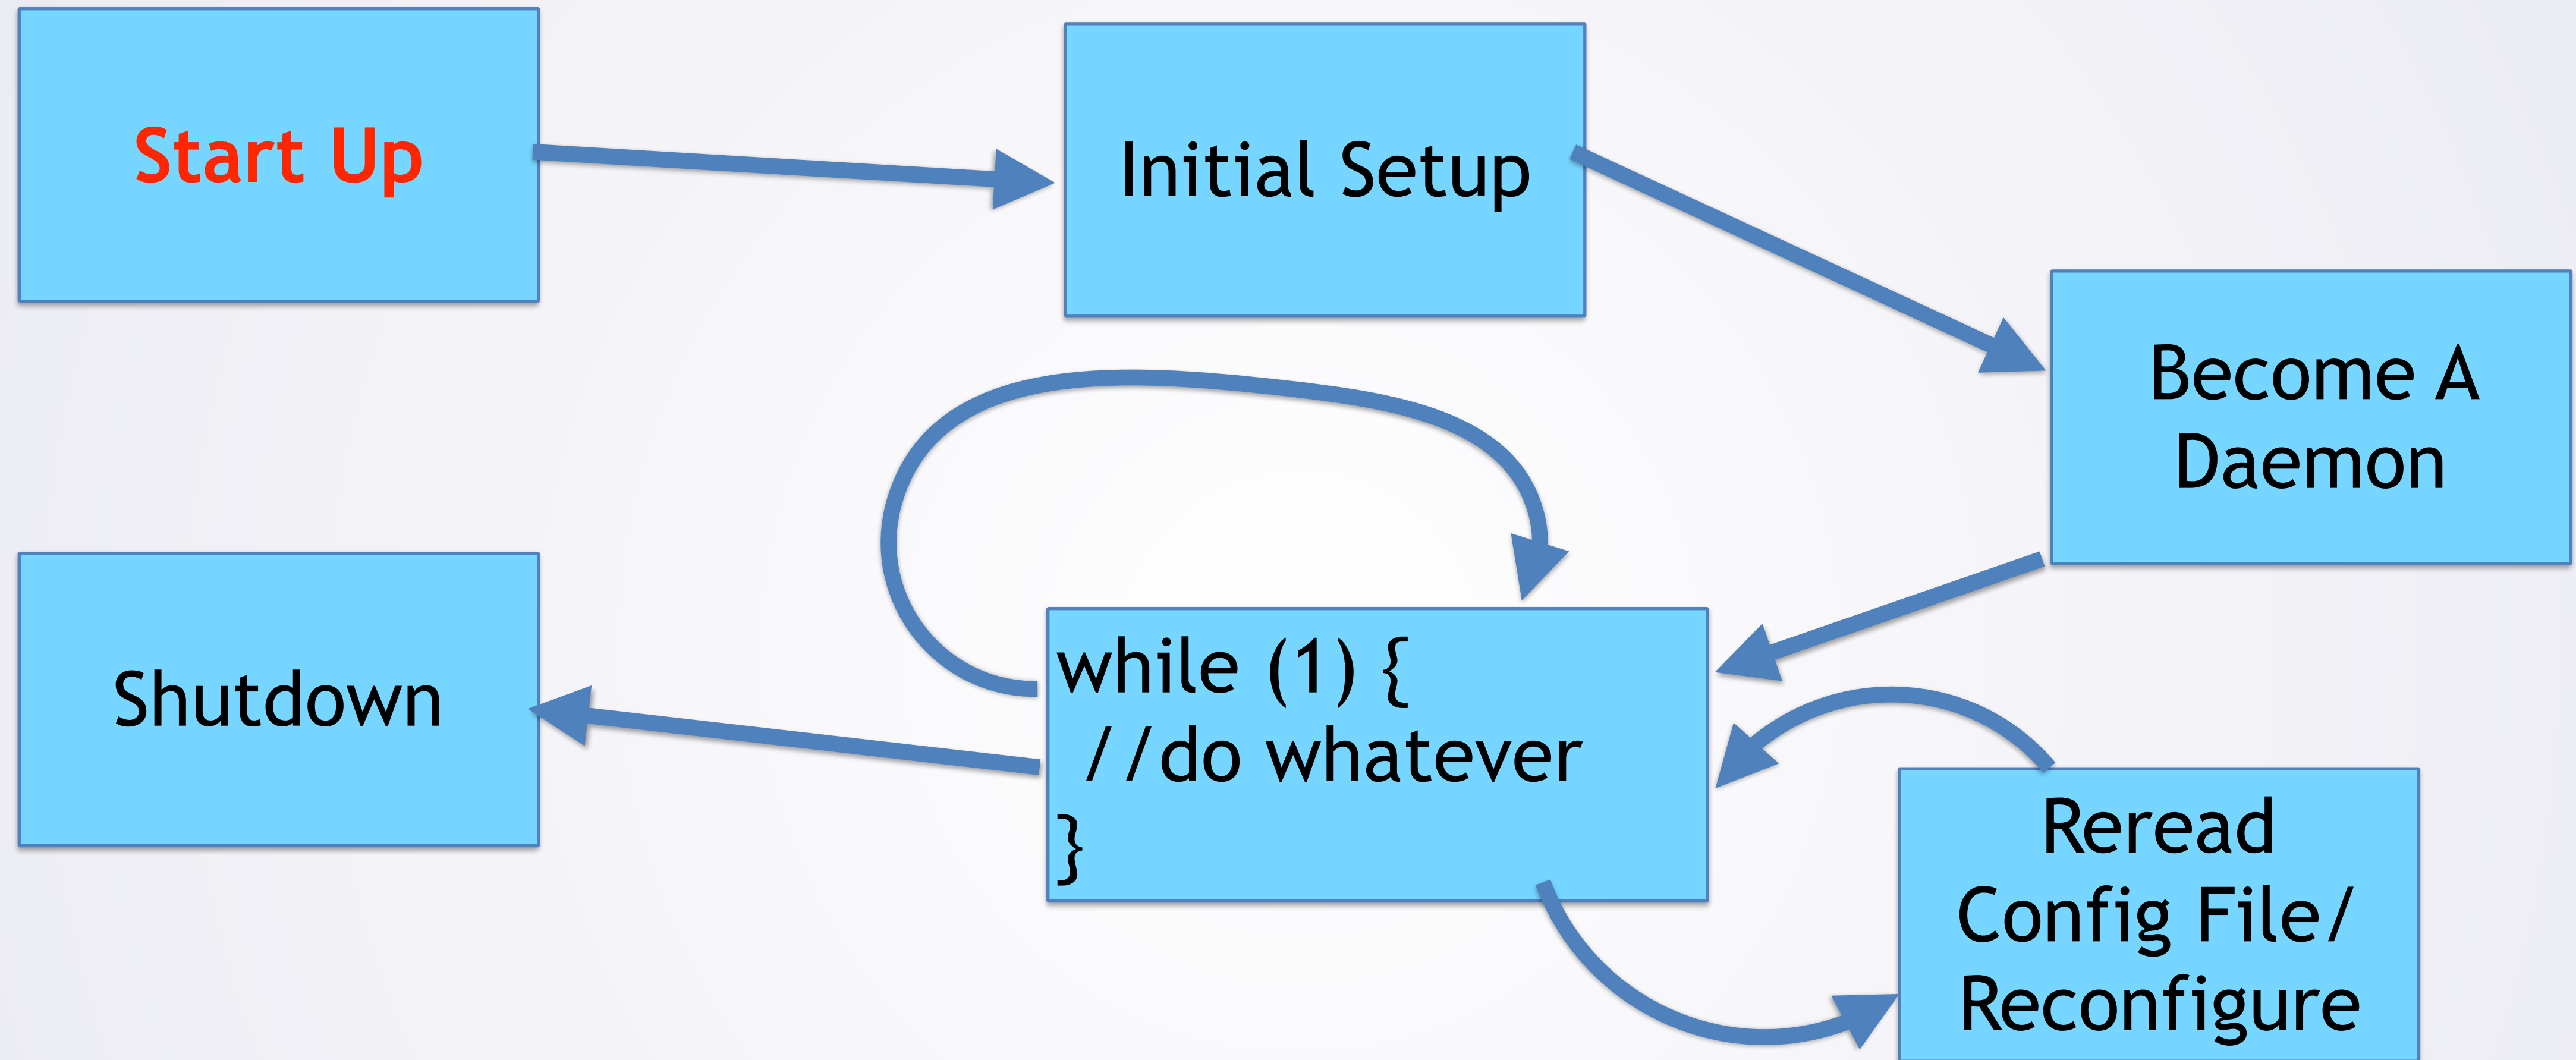 Start Up
Initial Setup
Become A
Daemon
Shutdown
while (1) {
//do whatever
}
Reread
Config File/
Reconfigure